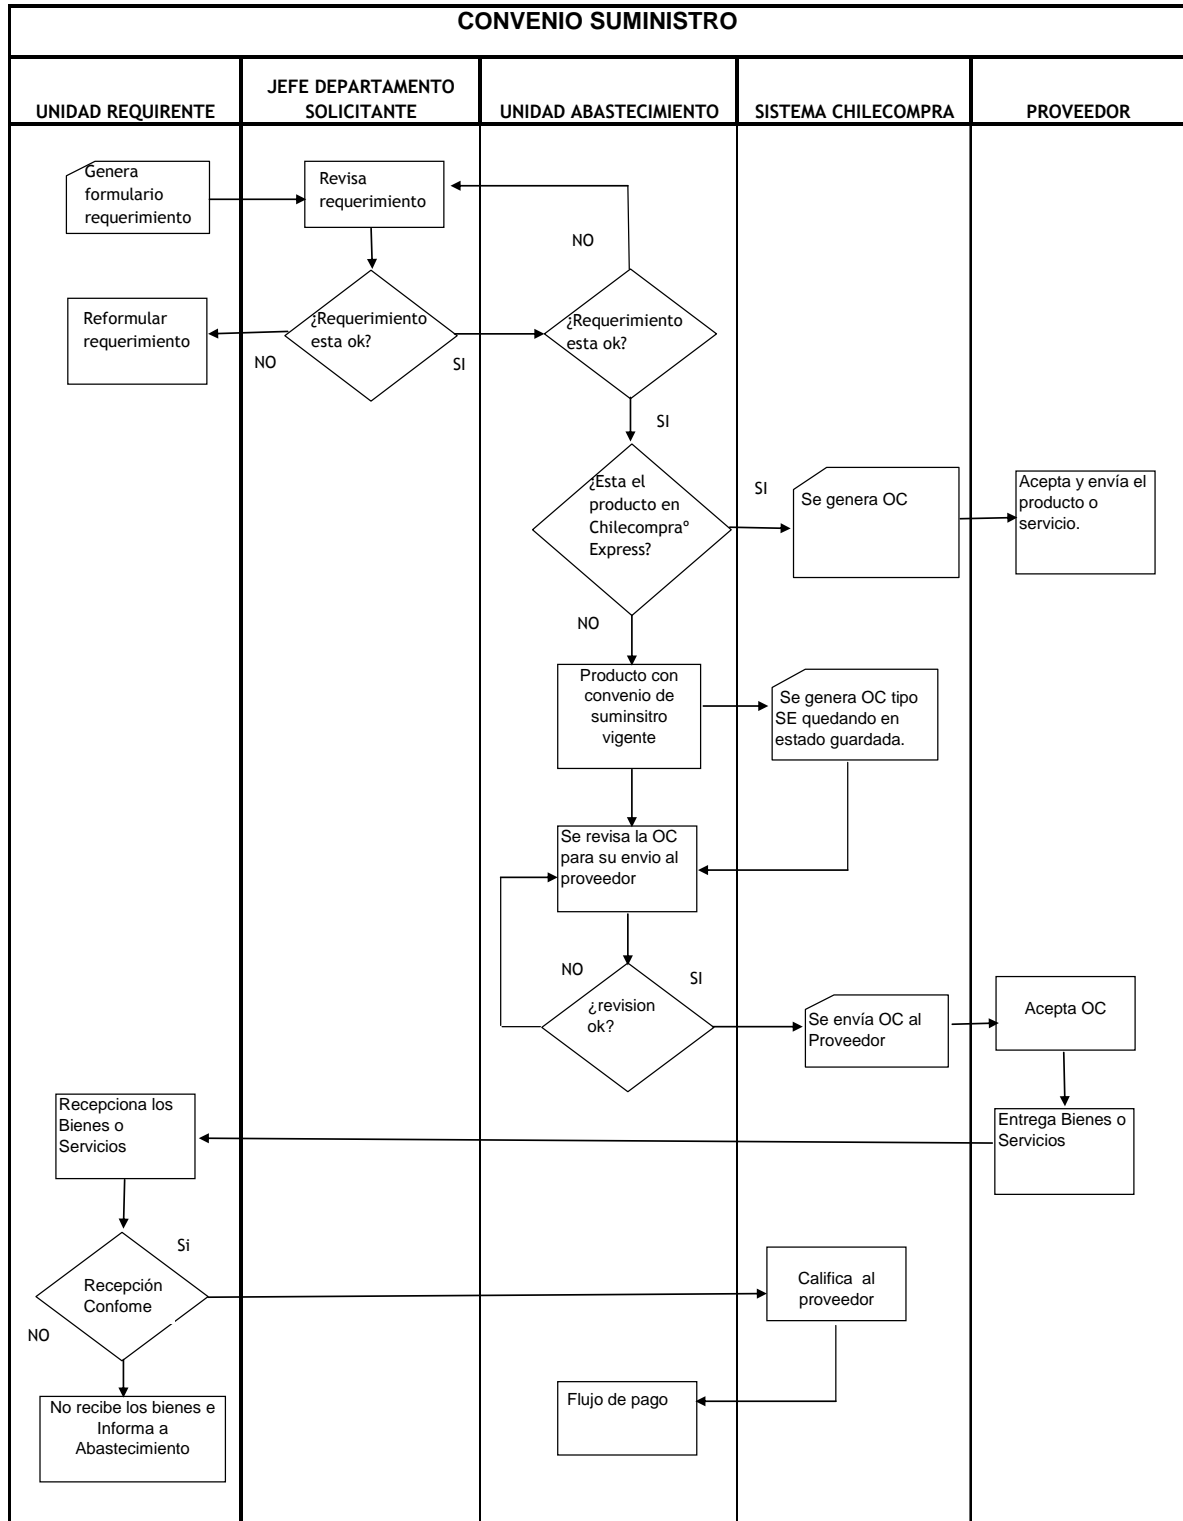 CONVENIO SUMINISTRO
UNIDAD REQUIRENTE
JEFE DEPARTAMENTO
SOLICITANTE
UNIDAD ABASTECIMIENTO
SISTEMA CHILECOMPRA
PROVEEDOR
Genera
formulario
requerimiento
Revisa
requerimiento
NO
Reformular
requerimiento
NO
¿Requerimiento
esta ok?
SI
¿Requerimiento
esta ok?
SI
¿Esta el
producto en
Chilecompraº
Express?
SI
Se genera OC
Acepta y envía el
producto o
servicio.
NO
Producto con
convenio de
suminsitro
vigente
Se genera OC tipo
SE quedando en
estado guardada.
Se revisa la OC
para su envio al
proveedor
NO
SI
¿revision
ok?
Se envía OC al
Proveedor
Acepta OC
Entrega Bienes o
Servicios
Recepciona los
Bienes o
Servicios
Si
Recepción
Confome
NO
Califica al
proveedor
No recibe los bienes e
Informa a
Abastecimiento
Flujo de pago